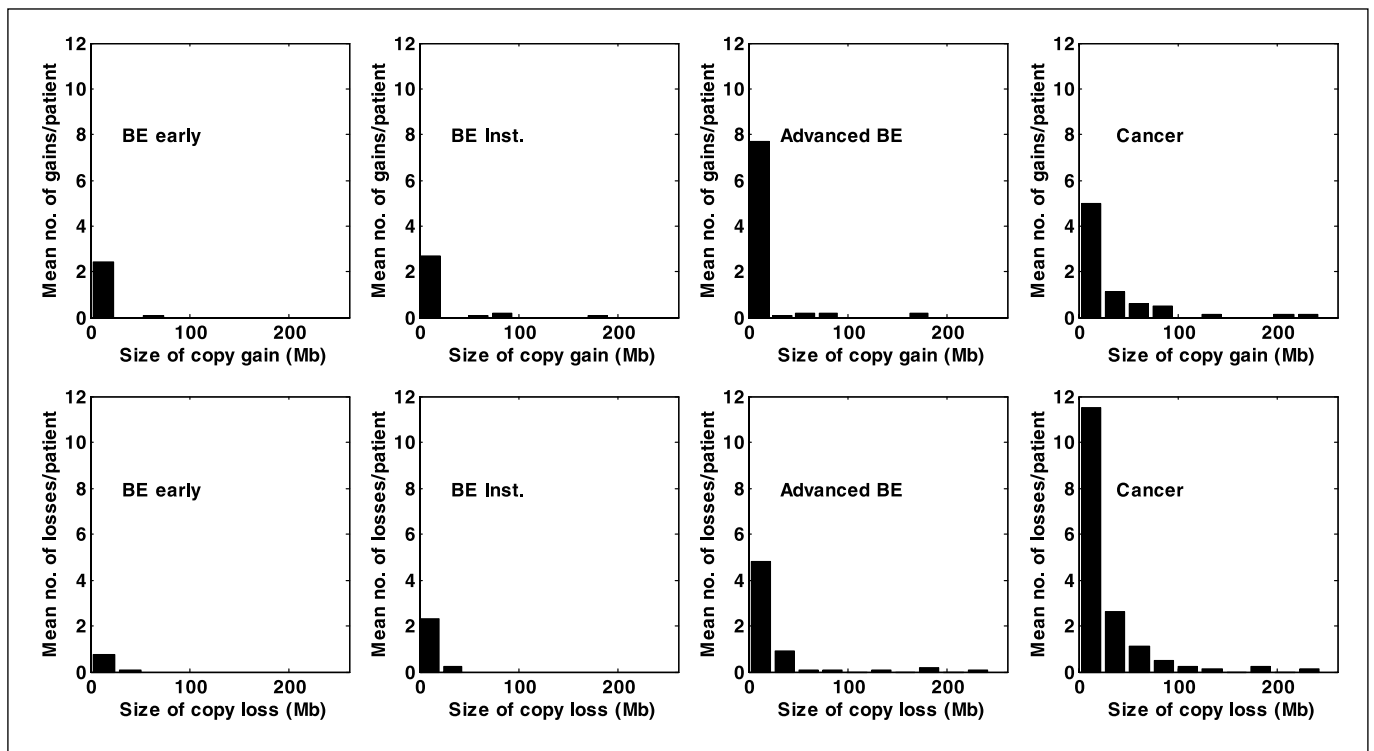 Mean no. of gains/patient
12
10
8
6
4
2
0
BE early
0 100 200
Size of copy gain (Mb)
Mean no. of gains/patient
12
10
8
6
4
2
0
BE Inst.
0 100 200
Size of copy gain (Mb)
Mean no. of gains/patient
12
10
8
6
4
2
0
Advanced BE
0 100 200
Size of copy gain (Mb)
Mean no. of gains/patient
12
10
8
6
4
2
0
Cancer
0 100 200
Size of copy gain (Mb)
Mean no. of losses/patient
12
10
8
6
4
2
0
BE early
0 100 200
Size of copy loss (Mb)
Mean no. of losses/patient
12
10
8
6
4
2
0
BE Inst.
0 100 200
Size of copy loss (Mb)
Mean no. of losses/patient
12
10
8
6
4
2
0
Advanced BE
0 100 200
Size of copy loss (Mb)
Mean no. of losses/patient
12
10
8
6
4
2
0
Cancer
0 100 200
Size of copy loss (Mb)